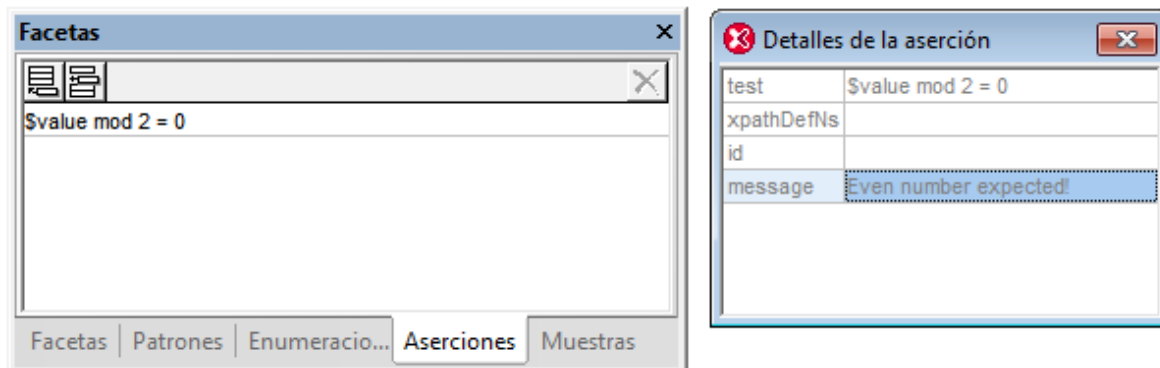 Facetas
$value mod 2 = 0
Facetas Patrones Enumeracio... Aserciones Muestras
Detalles de la aserción
test $value mod 2 = 0
xpathDefNs
id
message Even number expected!